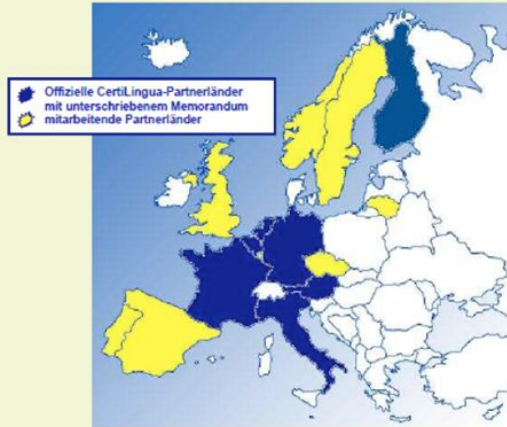 Offizielle CertiLingua-Partnerländer
mit unterschriebenem Memorandum
mitarbeitende Partnerländer